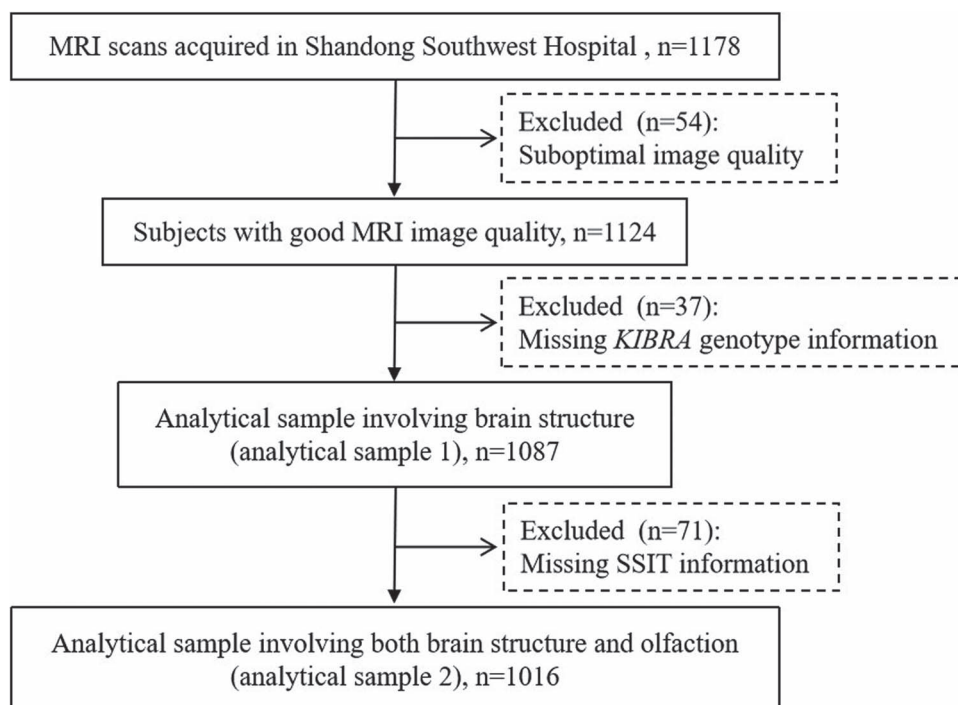 MRI scans acquired in Shandong Southwest Hospital , n=1178
Excluded (n=54):
Suboptimal image quality
Subjects with good MRI image quality, n=1124
Excluded (n=37):
Missing KIBRA genotype information
Analytical sample involving brain structure
(analytical sample 1), n=1087
Excluded (n=71):
Missing SSIT information
Analytical sample involving both brain structure and olfaction
(analytical sample 2), n=1016